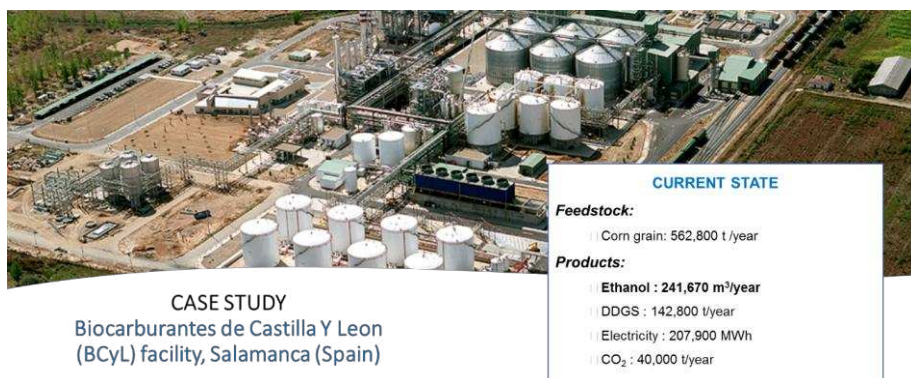 CASE STUDY
Biocarburantes de Castilla Y Leon
(BCyL) facility, Salamanca (Spain)
CURRENT STATE
Feedstock:
Corn grain: 562,800 t /year
Products:
Ethanol : 241,670 m³/year
DDGS : 142,800 t/year
Electricity : 207,900 MWh
CO₂ : 40,000 t/year